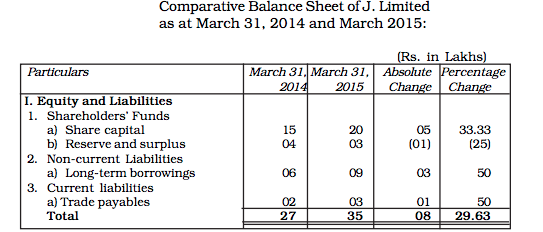 Comparative Balance Sheet of J. Limited
as at March 31, 2014 and March 2015:
(Rs. in Lakhs)
Particulars March 31, March 31, Absolute Percentage
2014 2015 Change Change
I. Equity and Liabilities
1. Shareholders' Funds
a) Share capital 15 20 05 33.33
b) Reserve and surplus 04 03 (01) (25)
2. Non-current Liabilities
a) Long-term borrowings 06 09 03 50
3. Current liabilities
a) Trade payables 02 03 01 50
Total 27 35 08 29.63